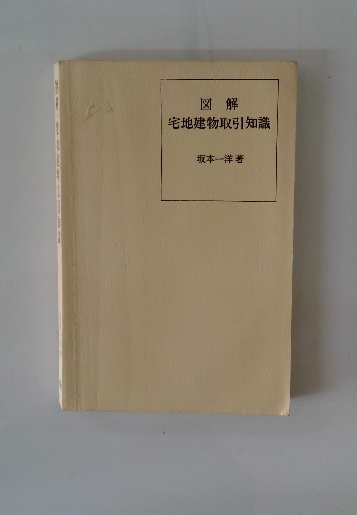 図 解
宅地建物取引知識
坂本一洋著